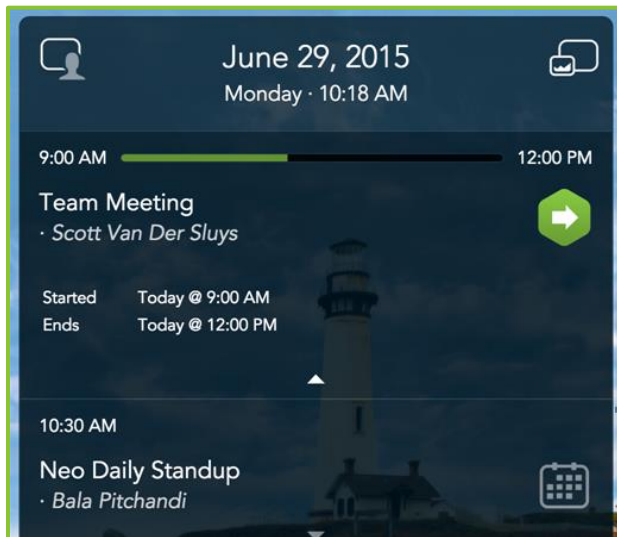 June 29, 2015
Monday · 10:18 AM
9:00 AM 12:00 PM
Team Meeting
· Scott Van Der Sluys
Started Today @ 9:00 AM
Ends Today @ 12:00 PM
10:30 AM
Neo Daily Standup
· Bala Pitchandi